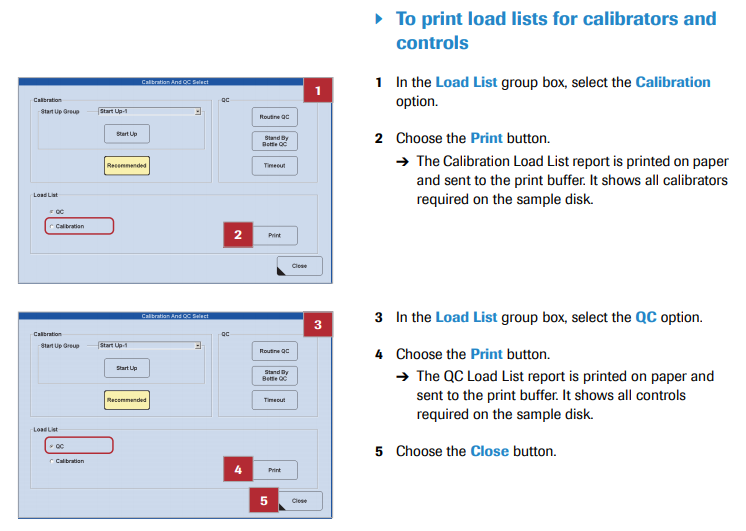 To print load lists for calibrators and
controls
Calibration And QC Select
1
Calibration
Start Up Group
Start Up-1
Start Up
Recommended
QC
Routine QC
Stand By
Bottle QC
Timeout
Load List
QC
Calibration
2
Print
Close
1 In the Load List group box, select the Calibration
option.
2 Choose the Print button.
→ The Calibration Load List report is printed on paper
and sent to the print buffer. It shows all calibrators
required on the sample disk.
Calibration And QC Select
3
Calibration
Start Up Group
Start Up-1
Start Up
Recommended
QC
Routine QC
Stand By
Bottle QC
Timeout
Load List
QC
Calibration
4
Print
5
Close
3 In the Load List group box, select the QC option.
4 Choose the Print button.
→ The QC Load List report is printed on paper and
sent to the print buffer. It shows all controls
required on the sample disk.
5 Choose the Close button.